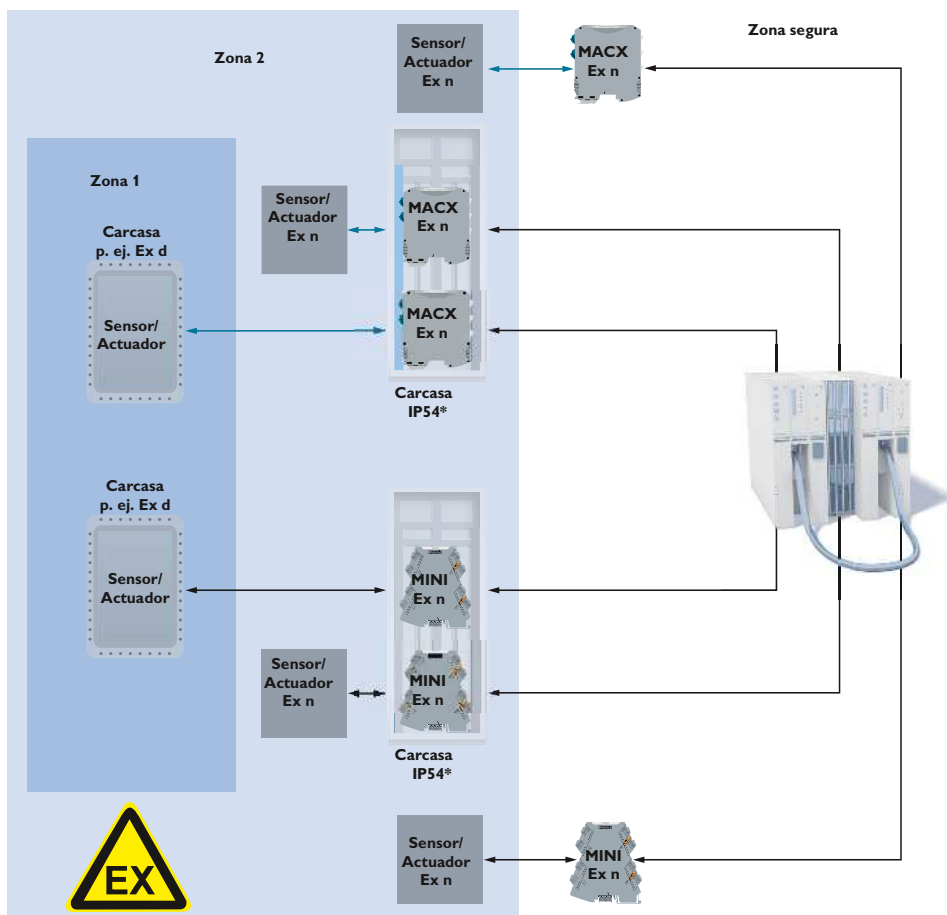 Zona 2
Sensor/
Actuador
Ex n
MACX
Ex n
Zona segura
Zona 1
Sensor/
Actuador
Ex n
MACX
Ex n
Carcasa
p. ej. Ex d
Sensor/
Actuador
MACX
Ex n
Carcasa
IP54*
Carcasa
p. ej. Ex d
Sensor/
Actuador
MINI
Ex n
Sensor/
Actuador
Ex n
MINI
Ex n
Carcasa
IP54*
EX
Sensor/
Actuador
Ex n
MINI
Ex n